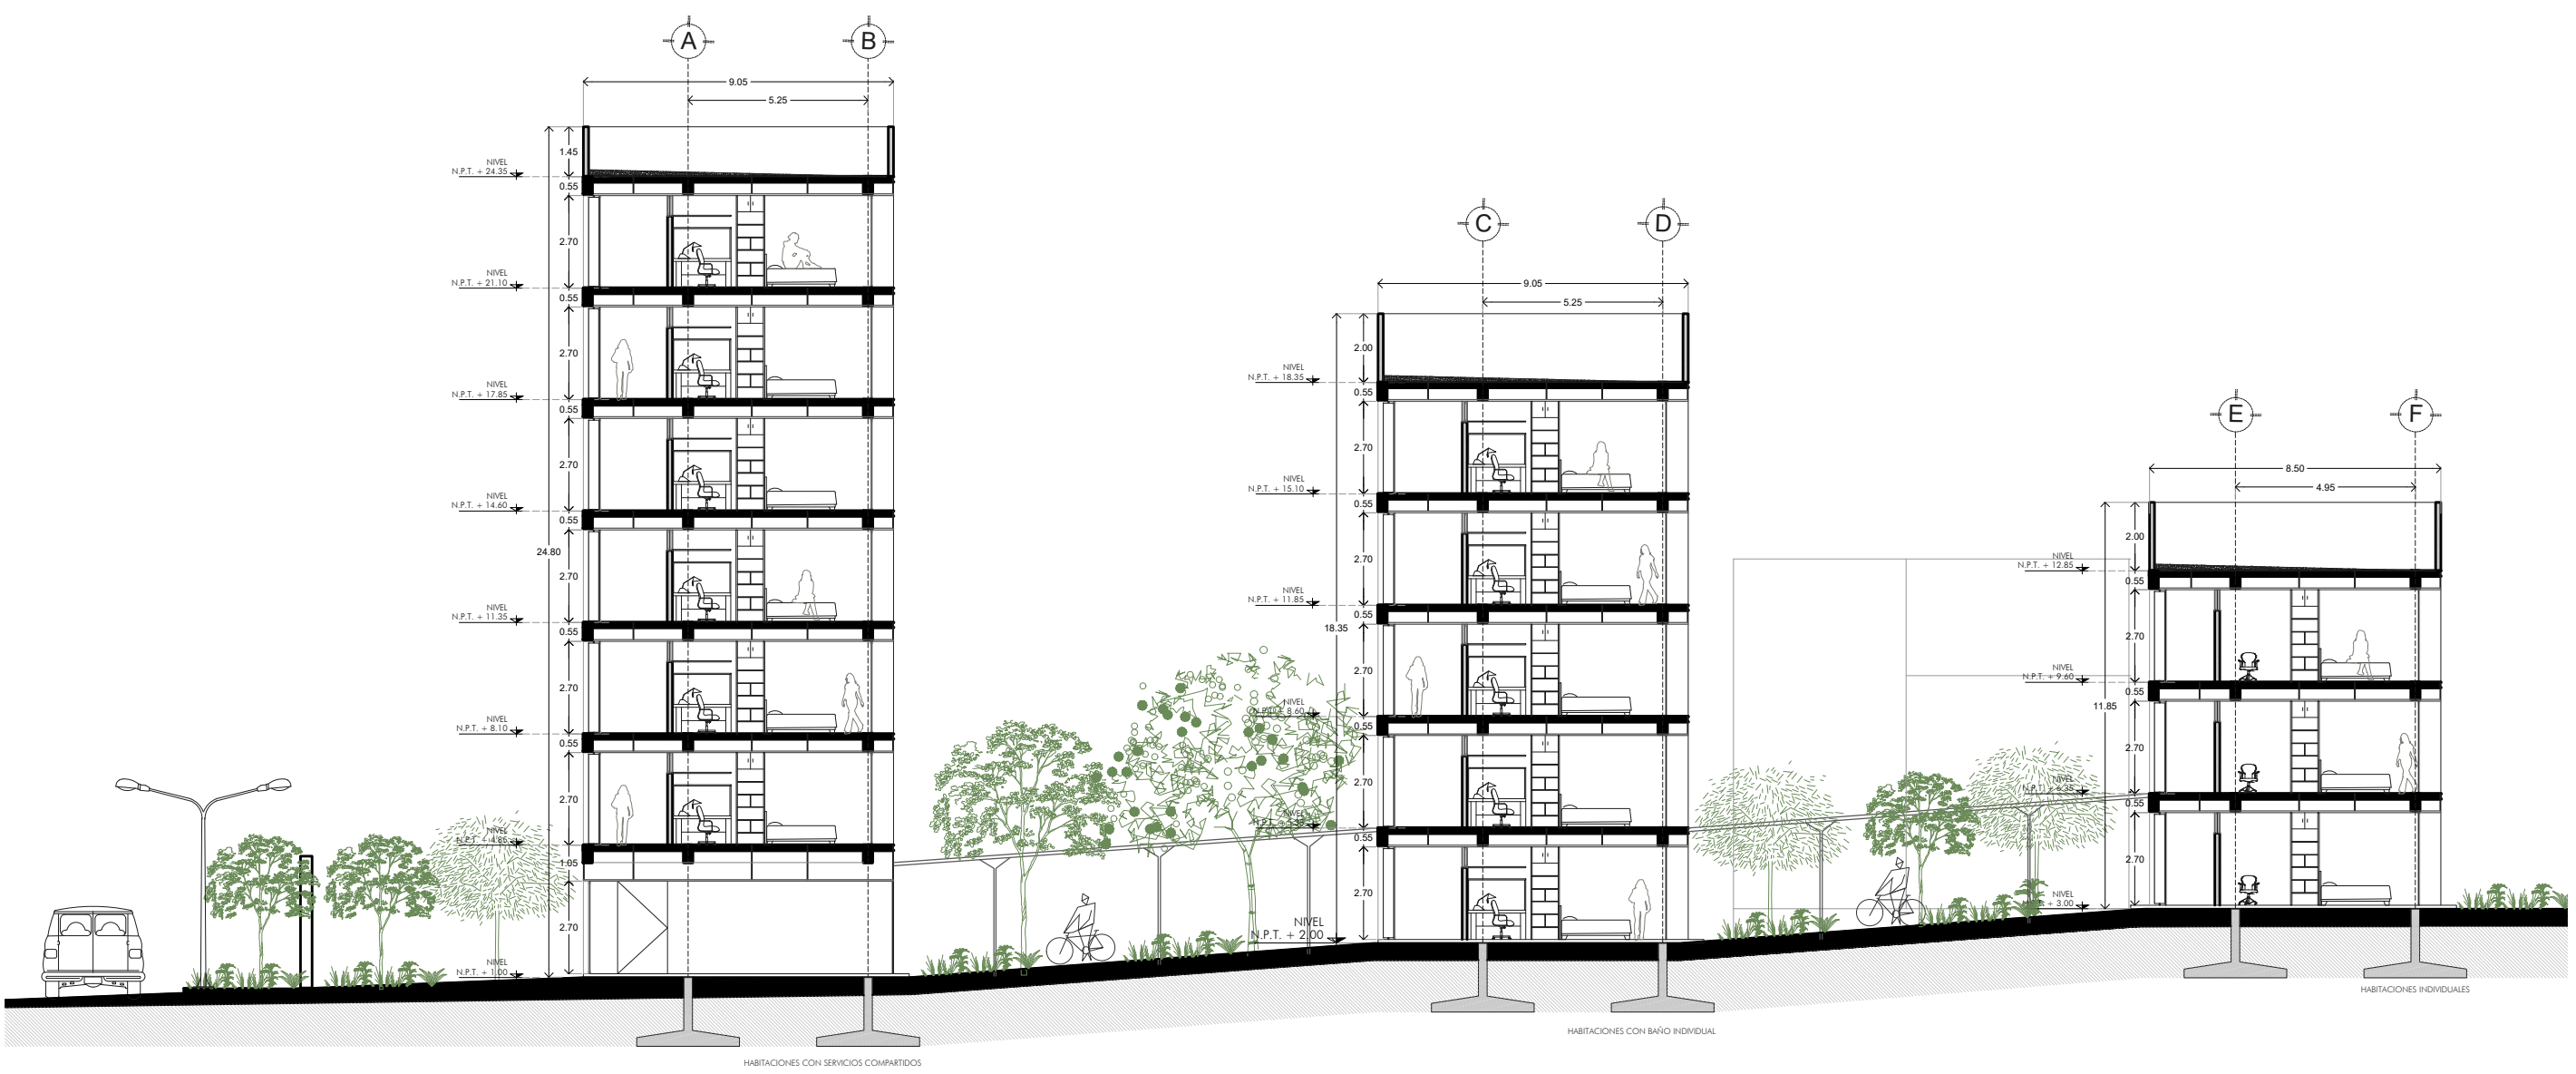 A
B
9.05
5.25
1.45
NIVEL
N.P.T. + 24.35
0.55
2.70
NIVEL
N.P.T. + 21.10
0.55
2.70
NIVEL
N.P.T. + 17.85
0.55
2.70
NIVEL
N.P.T. + 14.60
0.55
24.80
2.70
NIVEL
N.P.T. + 11.35
0.55
2.70
NIVEL
N.P.T. + 8.10
0.55
2.70
NIVEL
N.P.T. + 4.85
1.05
2.70
NIVEL
N.P.T. + 1.00
HABITACIONES CON SERVICIOS COMPARTIDOS
C
D
9.05
5.25
2.00
NIVEL
N.P.T. + 18.35
0.55
2.70
NIVEL
N.P.T. + 15.10
0.55
2.70
NIVEL
N.P.T. + 11.85
0.55
18.35
2.70
NIVEL
N.P.T. + 8.60
0.55
2.70
NIVEL
0.55
2.70
NIVEL
N.P.T. + 2.00
HABITACIONES CON BAÑO INDIVIDUAL
E
F
8.50
4.95
2.00
NIVEL
N.P.T. + 12.85
0.55
2.70
NIVEL
N.P.T. + 9.60
0.55
11.85
2.70
NIVEL
N.P.T. + 6.35
0.55
2.70
NIVEL
N.P.T. + 3.00
HABITACIONES INDIVIDUALES